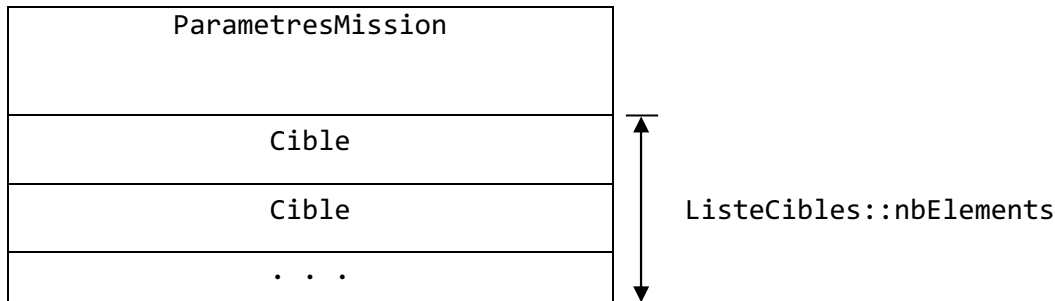 ParametresMission
Cible
Cible
ListeCibles::nbElements
. . .